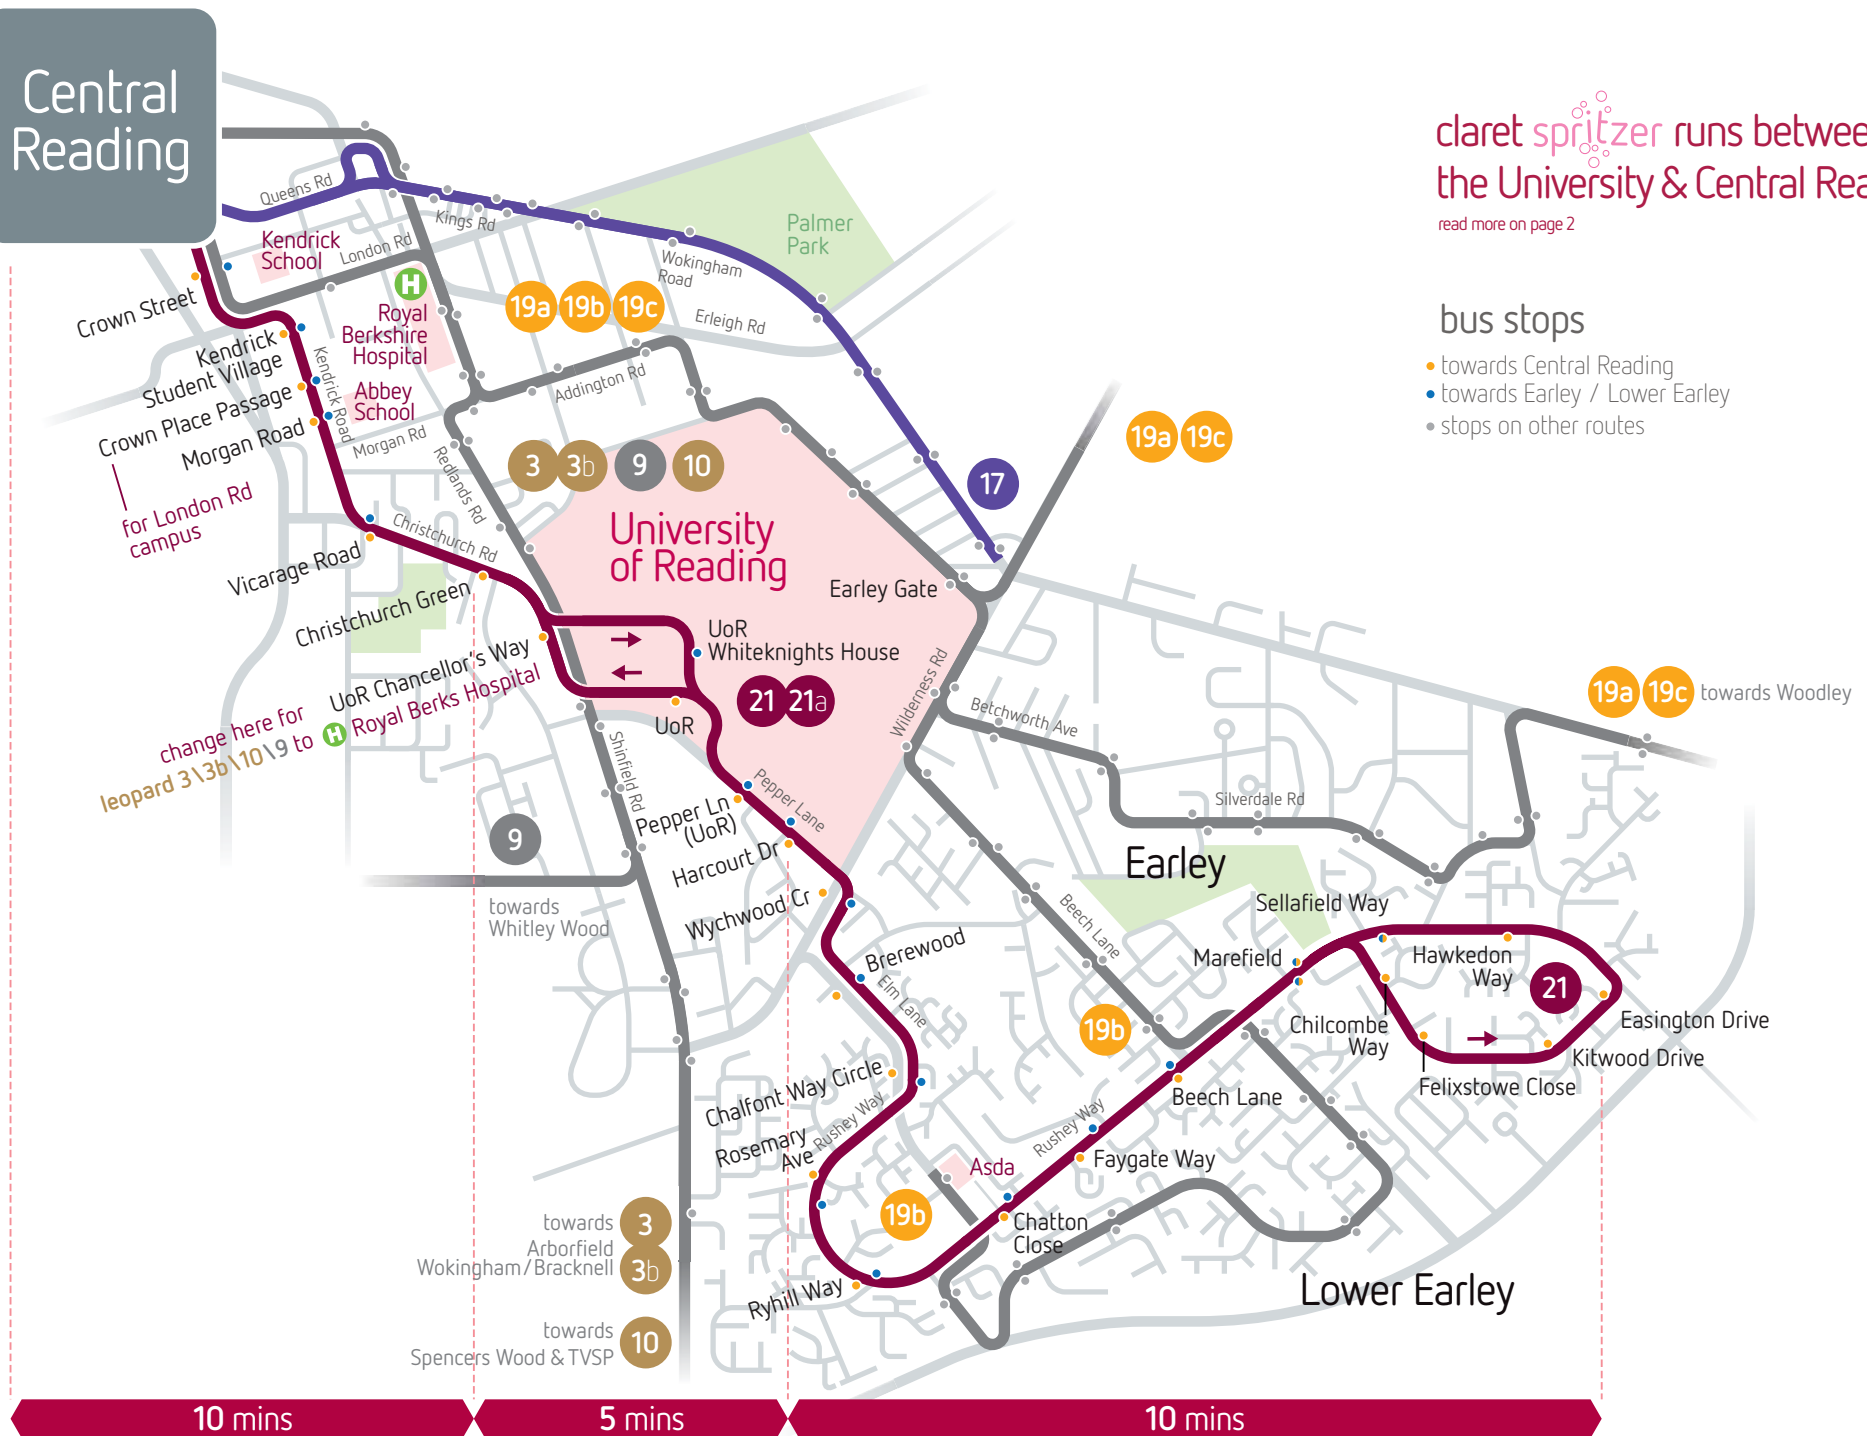 Central
Reading
claret spritzer runs betwee
the University & Central Rea
read more on page 2
bus stops
towards Central Reading
towards Earley / Lower Earley
stops on other routes
Queens Rd
Kings Rd
Kendrick
School
London Rd
H
Royal
Berkshire
Hospital
Palmer
Park
Wokingham
Road
19a 19b 19c
Erleigh Rd
Crown Street
Kendrick
Student Village
Crown Place Passage
Morgan Road
Kendrick Road
Abbey
School
Morgan Rd
Addington Rd
for London Rd
campus
Redlands Rd
3 3b 9 10
19a 19c
17
University
of Reading
Christchurch Rd
Vicarage Road
Christchurch Green
Earley Gate
UoR Chancellor's Way
change here for
leopard 3\3b\10\9 to H Royal Berks Hospital
UoR
Whiteknights House
21 21a
UoR
Wilderness Rd
Betchworth Ave
19a 19c towards Woodley
Shinfield Rd
Pepper Lane
Pepper Ln
(UoR)
Harcourt Dr
Wychwood Cr
Silverdale Rd
9
towards
Whitley Wood
Earley
Beech Lane
Sellafield Way
Brerewood
Elm Lane
Marefield
Hawkedon
Way
21
19b
Chilcombe
Way
Easington Drive
Kitwood Drive
Felixstowe Close
Beech Lane
Chalfont Way Circle
Rushey Way
Rosemary
Ave
Rushey Way
Faygate Way
Asda
19b
Chatton
Close
Ryhill Way
Lower Earley
towards
Arborfield
3
Wokingham/Bracknell
3b
towards
Spencers Wood & TVSP
10
10 mins
5 mins
10 mins